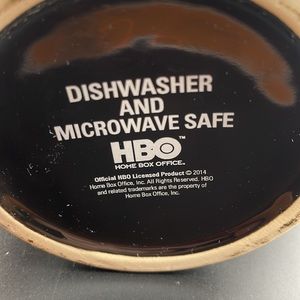 DISHWASHER
AND
MICROWAVE SAFE
HBO™
HOME BOX OFFICE®
Official HBO Licensed Product © 2014
Home Box Office, Inc. All Rights Reserved. HBO
and related trademarks are the property of
Home Box Office, Inc.